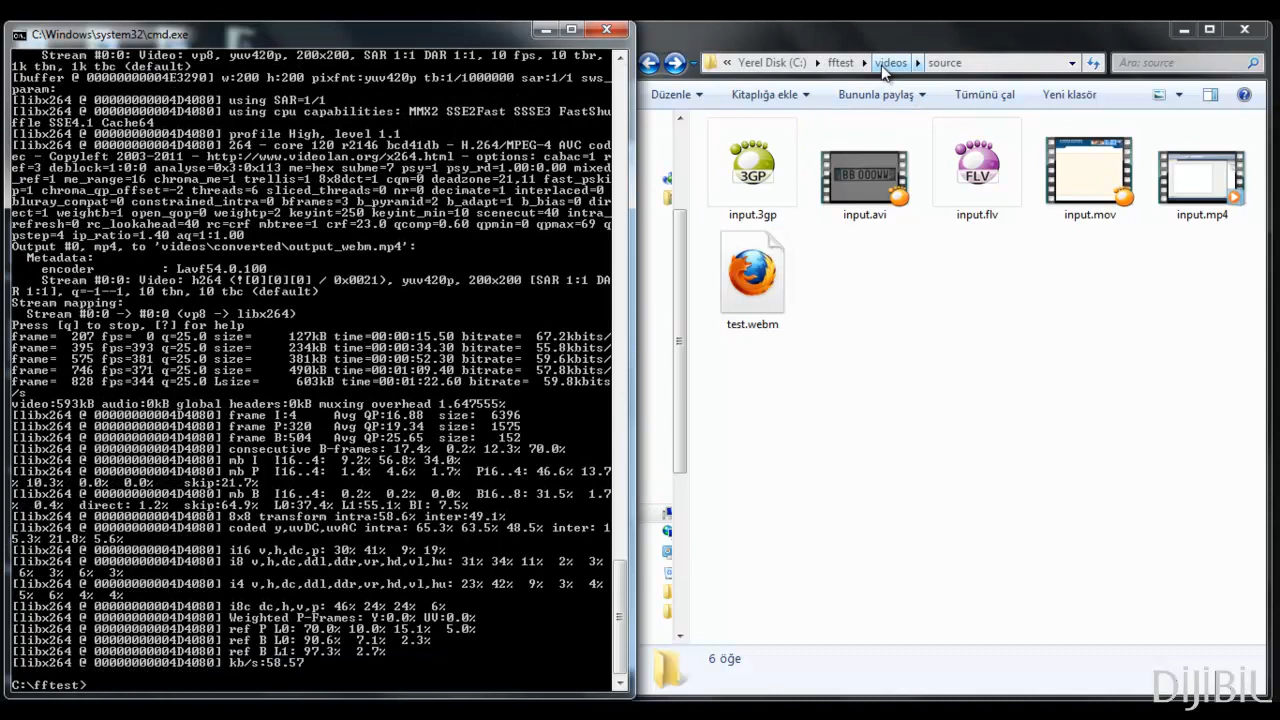 C:\Windows\system32\cmd.exe
Stream #0:0: Video: vp8, yuv420p, 200x200, SAR 1:1 DAR 1:1, 10 fps, 10 tbr,
1k tbn, 1k tbc (default)
[buffer @ 00000000004E3290] w:200 h:200 pixfmt:yuv420p tb:1/1000000 sar:1/1 sws_
param:
[libx264 @ 00000000004D4080] using SAR=1/1
[libx264 @ 00000000004D4080] using cpu capabilities: MMX2 SSE2Fast SSSE3 FastShu
ffle SSE4.1 Cache64
[libx264 @ 00000000004D4080] profile High, level 1.1
[libx264 @ 00000000004D4080] 264 - core 120 r2151 bcd41db - H.264/MPEG-4 AVC cod
ec - Copyleft 2003-2011 - http://www.videolan.org/x264.html - options: cabac=1 r
ef=3 deblock=1:0:0 analyse=0x3:0x113 me=hex subme=7 psy=1 psy_rd=1.00:0.00 mixed
_ref=1 me_range=16 chroma_me=1 trellis=1 8x8dct=1 cqm=0 deadzone=21,11 fast_pski
p=1 chroma_qp_offset=-2 threads=6 sliced_threads=0 nr=0 decimate=1 interlaced=0
bluray_compat=0 constrained_intra=0 bframes=3 b_pyramid=2 b_adapt=1 b_bias=0 dir
ect=1 weightb=1 open_gop=0 weightp=2 keyint=250 keyint_min=10 scenecut=40 intra_
refresh=0 rc_lookahead=40 rc=crf mbtree=1 crf=23.0 qcomp=0.60 qpmin=0 qpmax=69 q
pstep=4 ip_ratio=1.40 aq=1:1.00
Output #0, mp4, to 'videos\converted\output_webm.mp4':
Metadata:
encoder : Lavf54.0.100
Stream #0:0: Video: h264 (![0][0][0] / 0x0021), yuv420p, 200x200 [SAR 1:1 DA
R 1:1], q=-1--1, 10 tbn, 10 tbc (default)
Stream mapping:
Stream #0:0 -> #0:0 (vp8 -> libx264)
Press [q] to stop, [?] for help
frame= 207 fps= 0 q=25.0 size= 127kB time=00:00:15.50 bitrate= 67.2kbits/
frame= 395 fps=393 q=25.0 size= 234kB time=00:00:34.30 bitrate= 55.8kbits/
frame= 575 fps=381 q=25.0 size= 381kB time=00:00:52.30 bitrate= 59.6kbits/
frame= 746 fps=371 q=25.0 size= 490kB time=00:01:09.40 bitrate= 57.8kbits/
frame= 828 fps=344 q=25.0 Lsize= 603kB time=00:01:22.60 bitrate= 59.8kbits
/s
video:593kB audio:0kB global headers:0kB muxing overhead 1.647555%
[libx264 @ 00000000004D4080] frame I:4 Avg QP:16.88 size: 6396
[libx264 @ 00000000004D4080] frame P:320 Avg QP:19.34 size: 1575
[libx264 @ 00000000004D4080] frame B:504 Avg QP:25.65 size: 152
[libx264 @ 00000000004D4080] consecutive B-frames: 17.4% 0.2% 12.3% 70.0%
[libx264 @ 00000000004D4080] mb I I16..4: 9.2% 56.8% 34.0%
[libx264 @ 00000000004D4080] mb P I16..4: 1.4% 4.6% 1.7% P16..4: 46.6% 13.7
% 10.3% 0.0% 0.0% skip:21.7%
[libx264 @ 00000000004D4080] mb B I16..4: 0.2% 0.2% 0.0% B16..8: 31.5% 1.7
% 0.4% direct: 1.2% skip:64.9% L0:37.4% L1:55.1% BI: 7.5%
[libx264 @ 00000000004D4080] 8x8 transform intra:58.6% inter:49.1%
[libx264 @ 00000000004D4080] coded y,uvDC,uvAC intra: 65.3% 63.5% 48.5% inter: 1
5.3% 21.8% 5.6%
[libx264 @ 00000000004D4080] i16 v,h,dc,p: 30% 41% 9% 19%
[libx264 @ 00000000004D4080] i8 v,h,dc,ddl,ddr,vr,hd,vl,hu: 31% 34% 11% 2% 3%
6% 3% 6% 3%
[libx264 @ 00000000004D4080] i4 v,h,dc,ddl,ddr,vr,hd,vl,hu: 23% 42% 9% 3% 4%
5% 6% 4% 4%
[libx264 @ 00000000004D4080] i8c dc,h,v,p: 46% 24% 24% 6%
[libx264 @ 00000000004D4080] Weighted P-Frames: Y:0.0% UV:0.0%
[libx264 @ 00000000004D4080] ref P L0: 70.0% 10.0% 15.1% 5.0%
[libx264 @ 00000000004D4080] ref B L0: 90.6% 7.1% 2.3%
[libx264 @ 00000000004D4080] ref B L1: 97.3% 2.7%
[libx264 @ 00000000004D4080] kb/s:58.57
C:\fftest>
« Yerel Disk (C:) fftest videos source
Ara: source
Düzenle Kitaplığa ekle Bununla paylaş Tümünü çal Yeni klasör
3GP FLV
input.3gp input.avi input.flv input.mov input.mp4
test.webm
6 öğe
DijiBiL